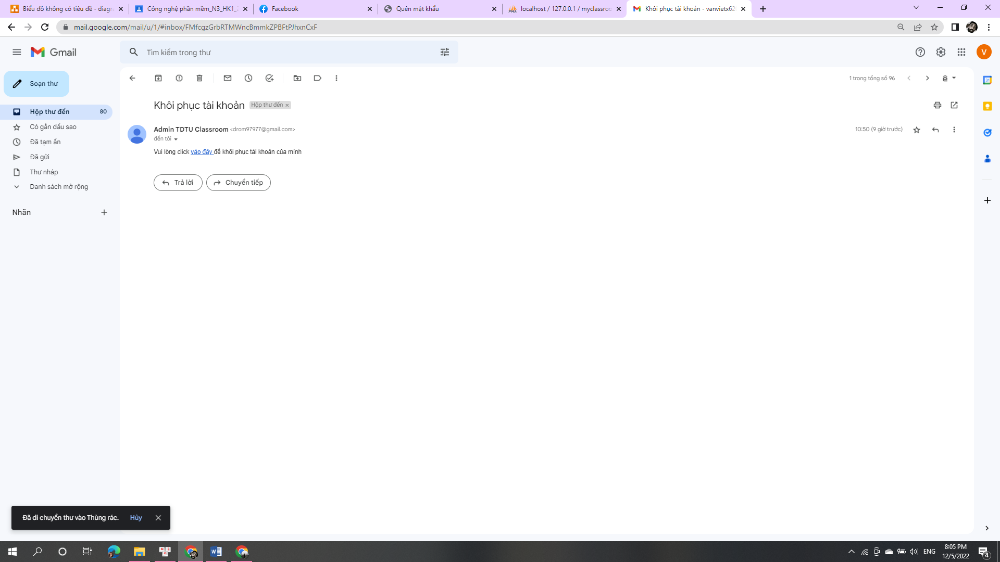 Biểu đồ không có tiêu đề - diagra
Công nghệ phần mềm_N3_HK1_2
Facebook
Quên mật khẩu
localhost / 127.0.0.1 / myclassroo
Khôi phục tài khoản - vanvietx62
mail.google.com/mail/u/1/#inbox/FMfcgzGrbRTMWncBmmkZPBFtPJhxnCxF
Gmail
Tìm kiếm trong thư
V
Soạn thư
1 trong tổng số 96
Hộp thư đến 80
Có gắn dấu sao
Đã tạm ẩn
Đã gửi
Thư nháp
Danh sách mở rộng
Nhãn
Khôi phục tài khoản Hộp thư đến ×
Admin TDTU Classroom <drom97977@gmail.com>
10:50 (9 giờ trước)
đến tôi
Vui lòng click vào đây để khôi phục tài khoản của mình
Trả lời
Chuyển tiếp
31
Đã di chuyển thư vào Thùng rác. Hủy
ENG
8:05 PM
12/5/2022
4